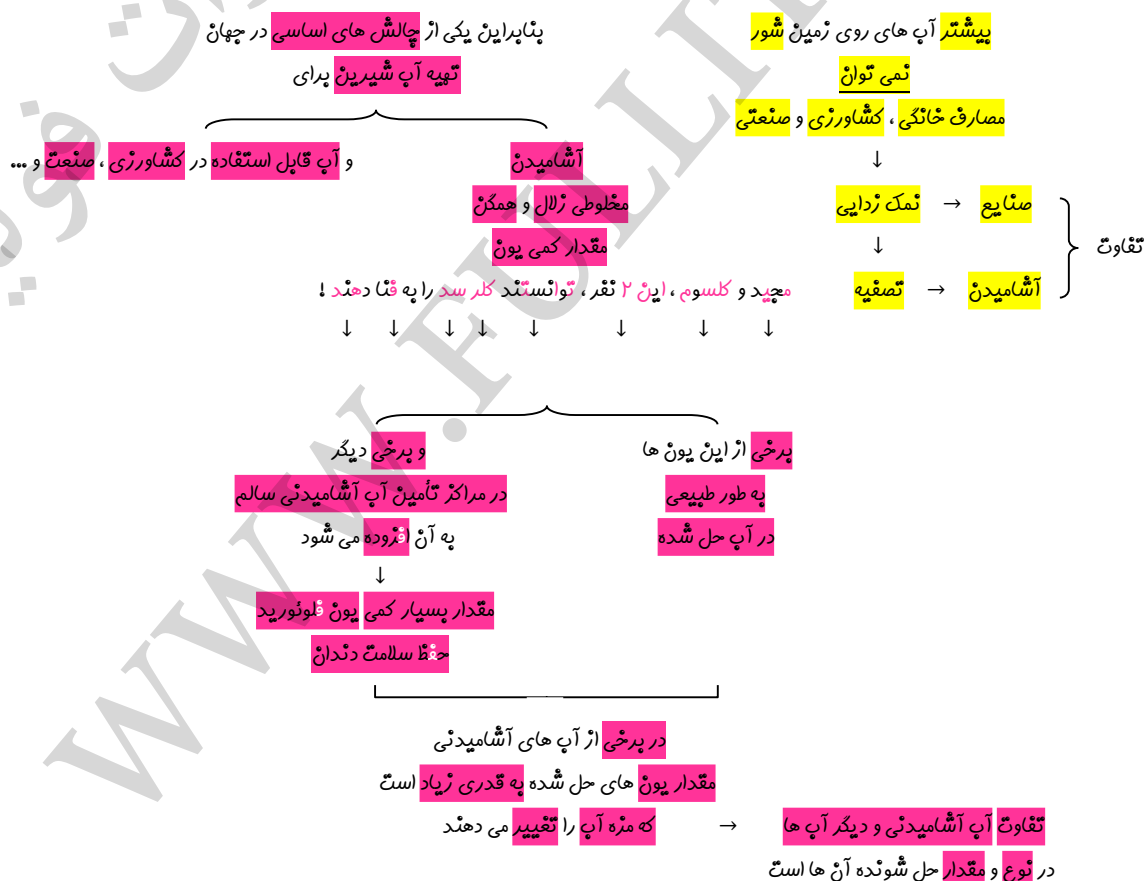 بیشتر آب های روی زمین شور
نمی توان
مصارف خانگی ، کشاورزی و صنعتی
↓
صنایع → نمک زدایی
↓
تفاوت
آشامیدن → تصفیه
بنابراین یکی از چالش های اساسی در جهان
تهیه آب شیرین برای
آشامیدن و آب قابل استفاده در کشاورزی ، صنعت و ...
مخلوطی زلال و همگن
مقدار کمی یون
مجید و کلسوم ، این ۲ نفر ، توانستند کلر سد را به فنا دهند !
↓ ↓ ↓ ↓ ↓ ↓ ↓ ↓
برخی از این یون ها
به طور طبیعی
در آب حل شده
و برخی دیگر
در مراکز تأمین آب آشامیدنی سالم
به آن افزوده می شود
↓
مقدار بسیار کمی یون فلوئورید
حفظ سلامت دندان
در برخی از آب های آشامیدنی
مقدار یون های حل شده به قدری زیاد است
که مزه آب را تغییر می دهند
تفاوت آب آشامیدنی و دیگر آب ها →
در نوع و مقدار حل شونده آن ها است
WWW.FULL